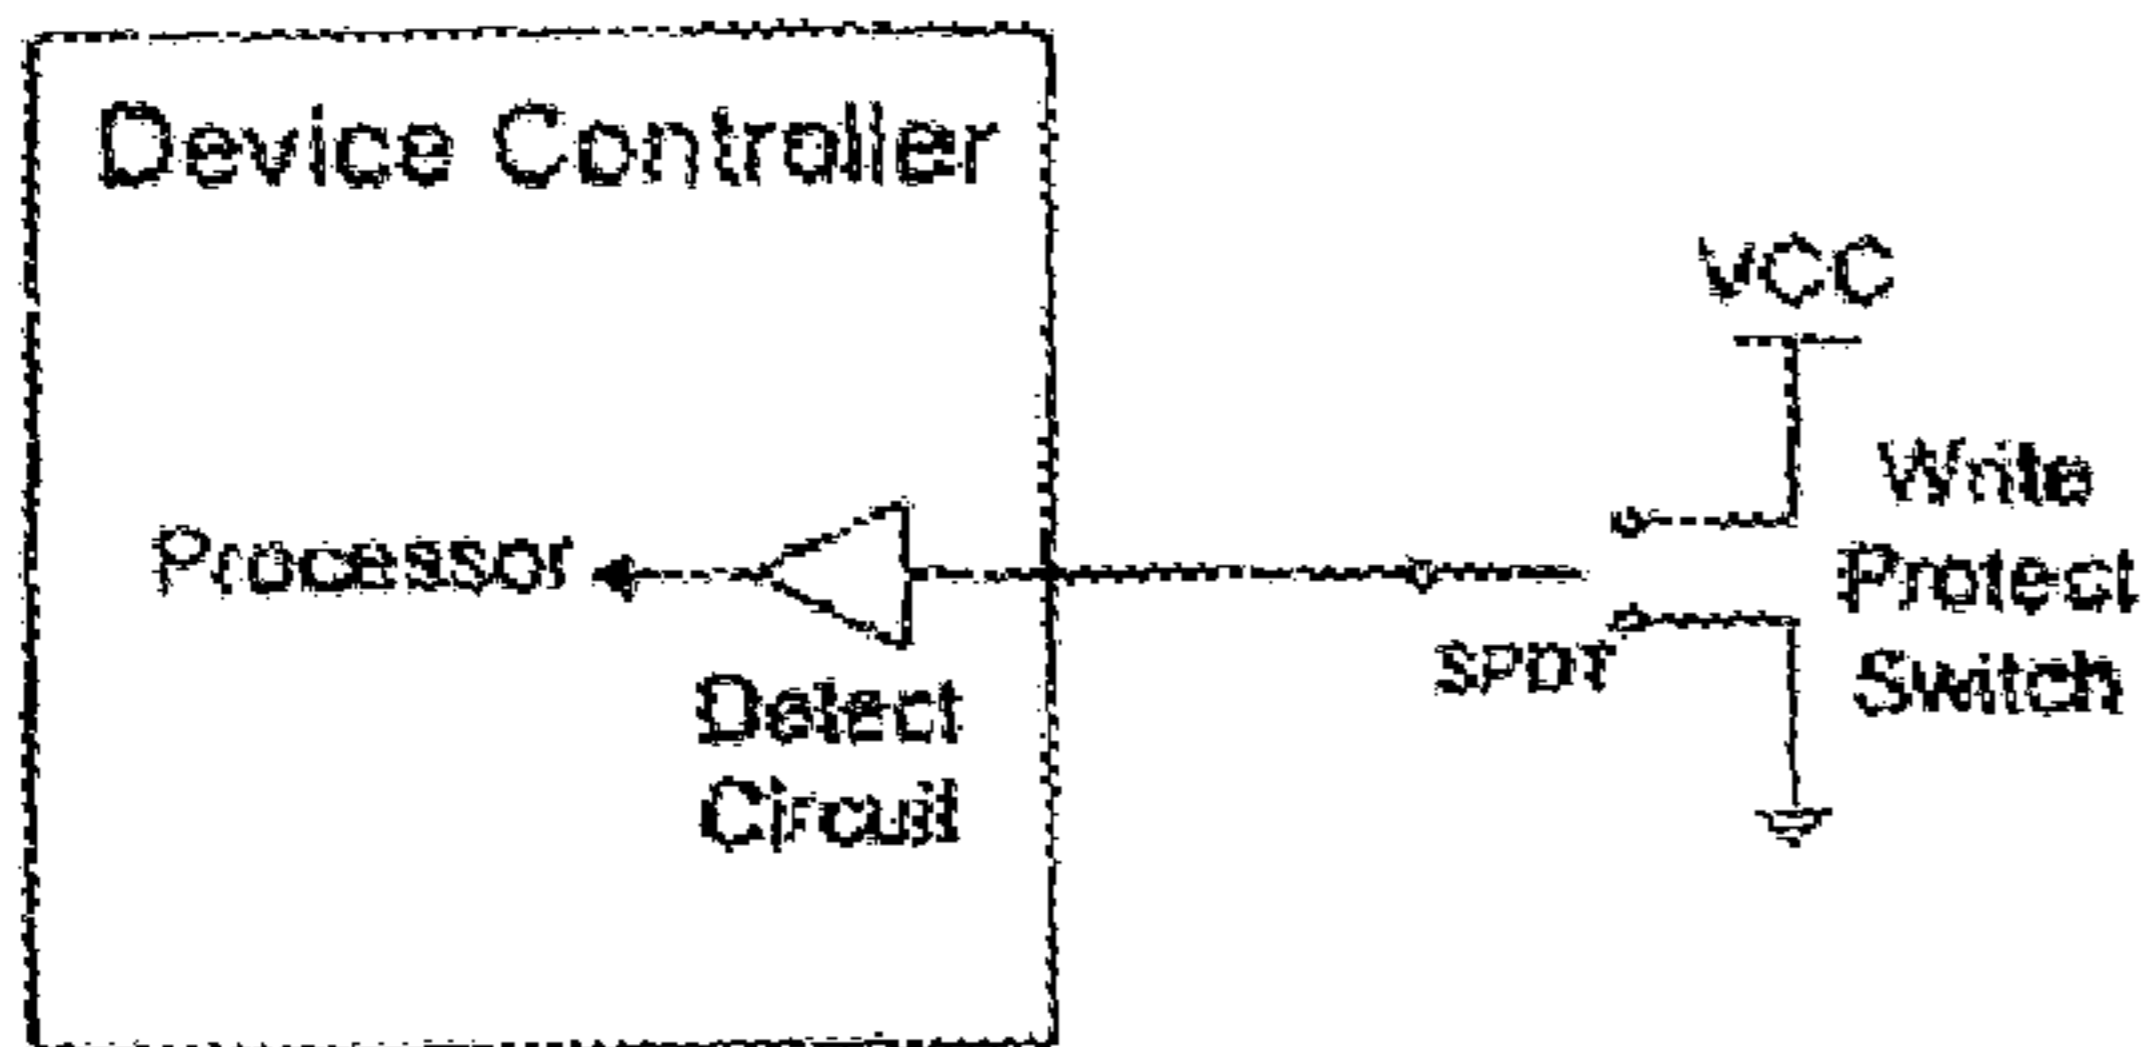 Device Controller
VCC
Write
Protect
Switch
Processor
SPDT
Detect
Circuit